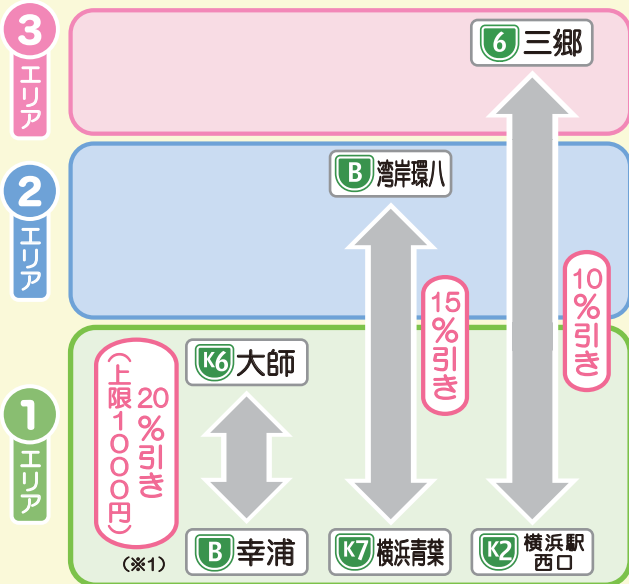 3
エリア
6 三郷
2
エリア
B 湾岸環八
15%引き
10%引き
1
エリア
K6 大師
20%引き
(上限1000円)
(※1)
B 幸浦
K7 横浜青葉
K2 横浜駅
西口